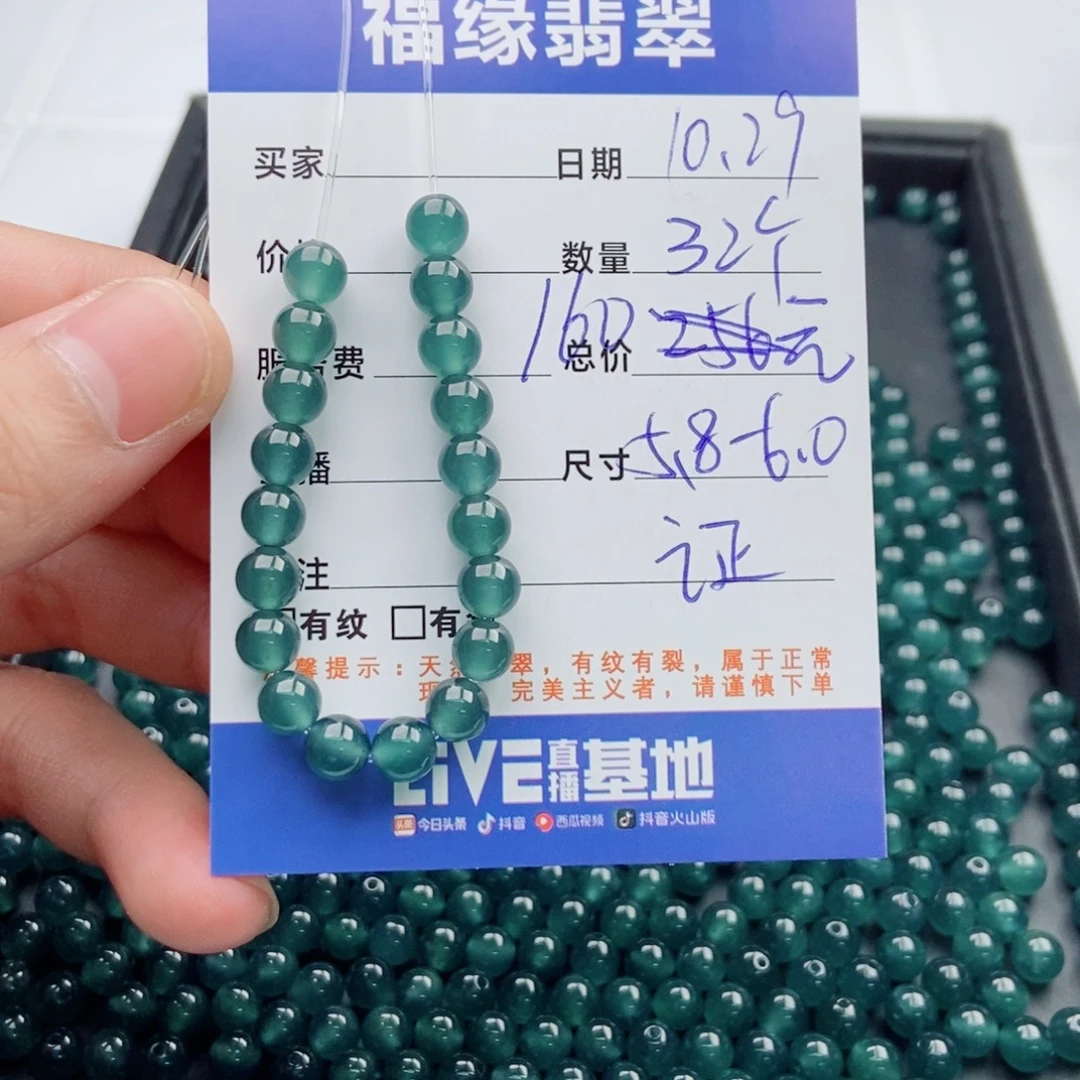 福缘翡翠
买家 日期 10.29
价 数量 32个
服 费 160 总价 256元
播 尺寸 5.8-6.0
注 证
有纹 □有
馨提示：天 翠，有纹有裂，属于正常
完美主义者，请谨慎下单
LIVE直播基地
头条 今日头条 抖音 西瓜视频 抖音火山版